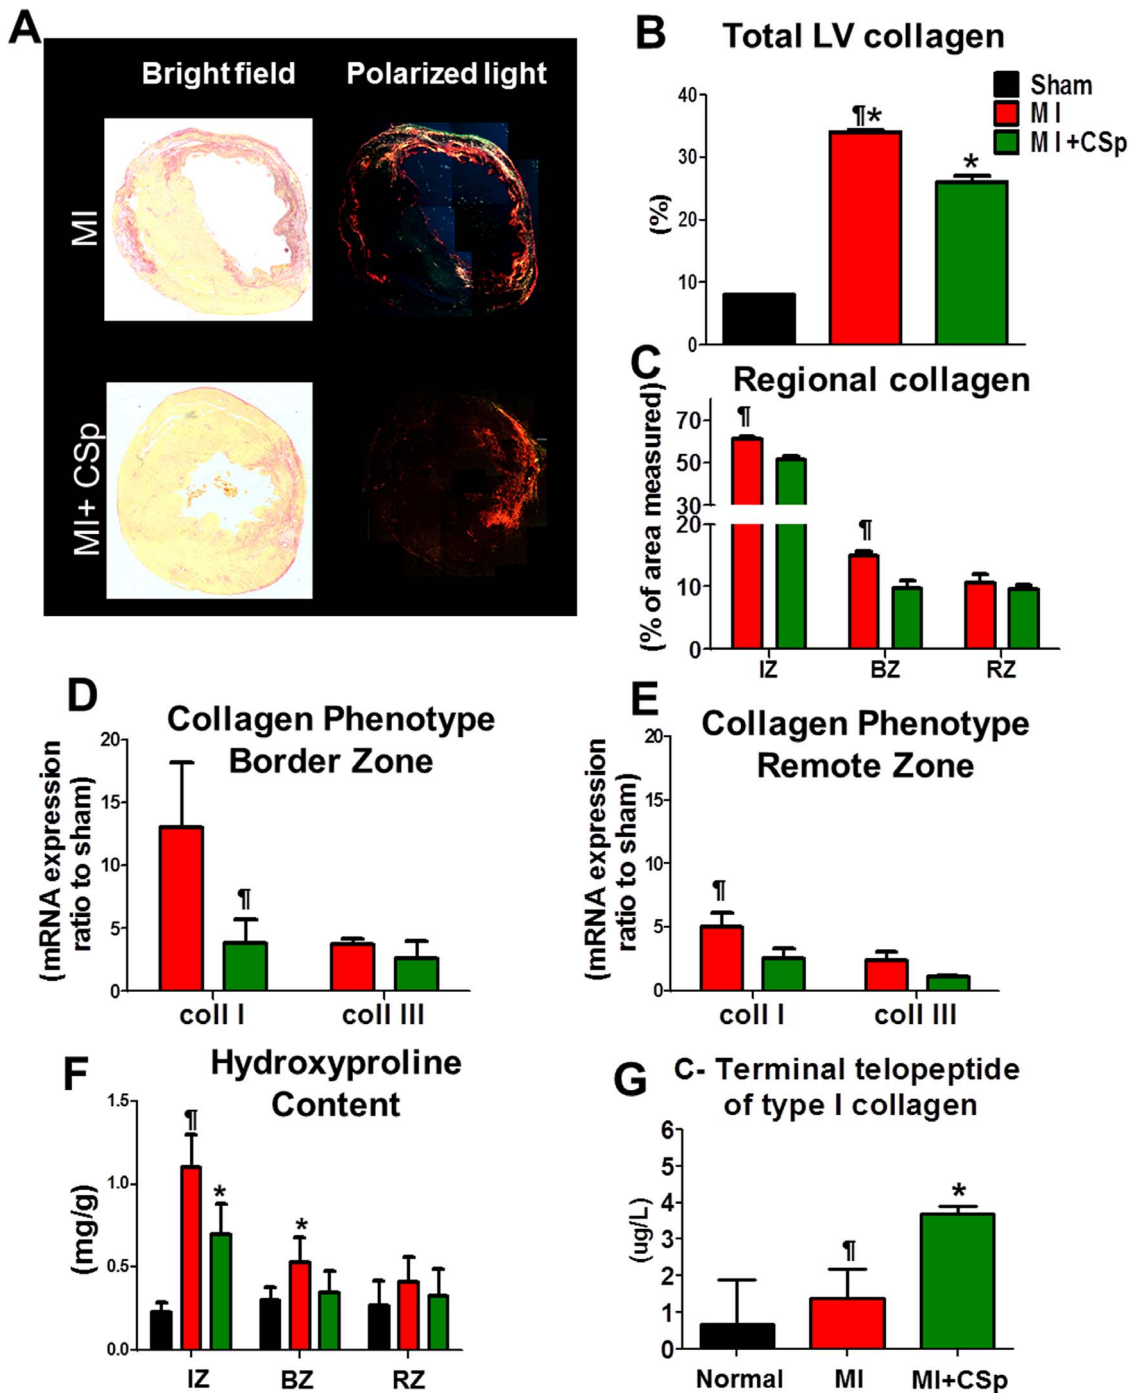 A
Bright field
Polarized light
MI
MI+ CSp
B
Total LV collagen
Sham
MI
MI+CSp
40
30
20
10
0
(%)
¶*
*
C
Regional collagen
(% of area measured)
70
50
30
20
10
0
¶
¶
IZ
BZ
RZ
D
Collagen Phenotype
Border Zone
(mRNA expression
ratio to sham)
20
15
10
5
0
¶
coll I
coll III
E
Collagen Phenotype
Remote Zone
(mRNA expression
ratio to sham)
20
15
10
5
0
¶
coll I
coll III
F
Hydroxyproline
Content
(mg/g)
1.5
1.0
0.5
0.0
¶
*
*
IZ
BZ
RZ
G
C- Terminal telopeptide
of type I collagen
(ug/L)
6
5
4
3
2
1
0
¶
*
Normal
MI
MI+CSp